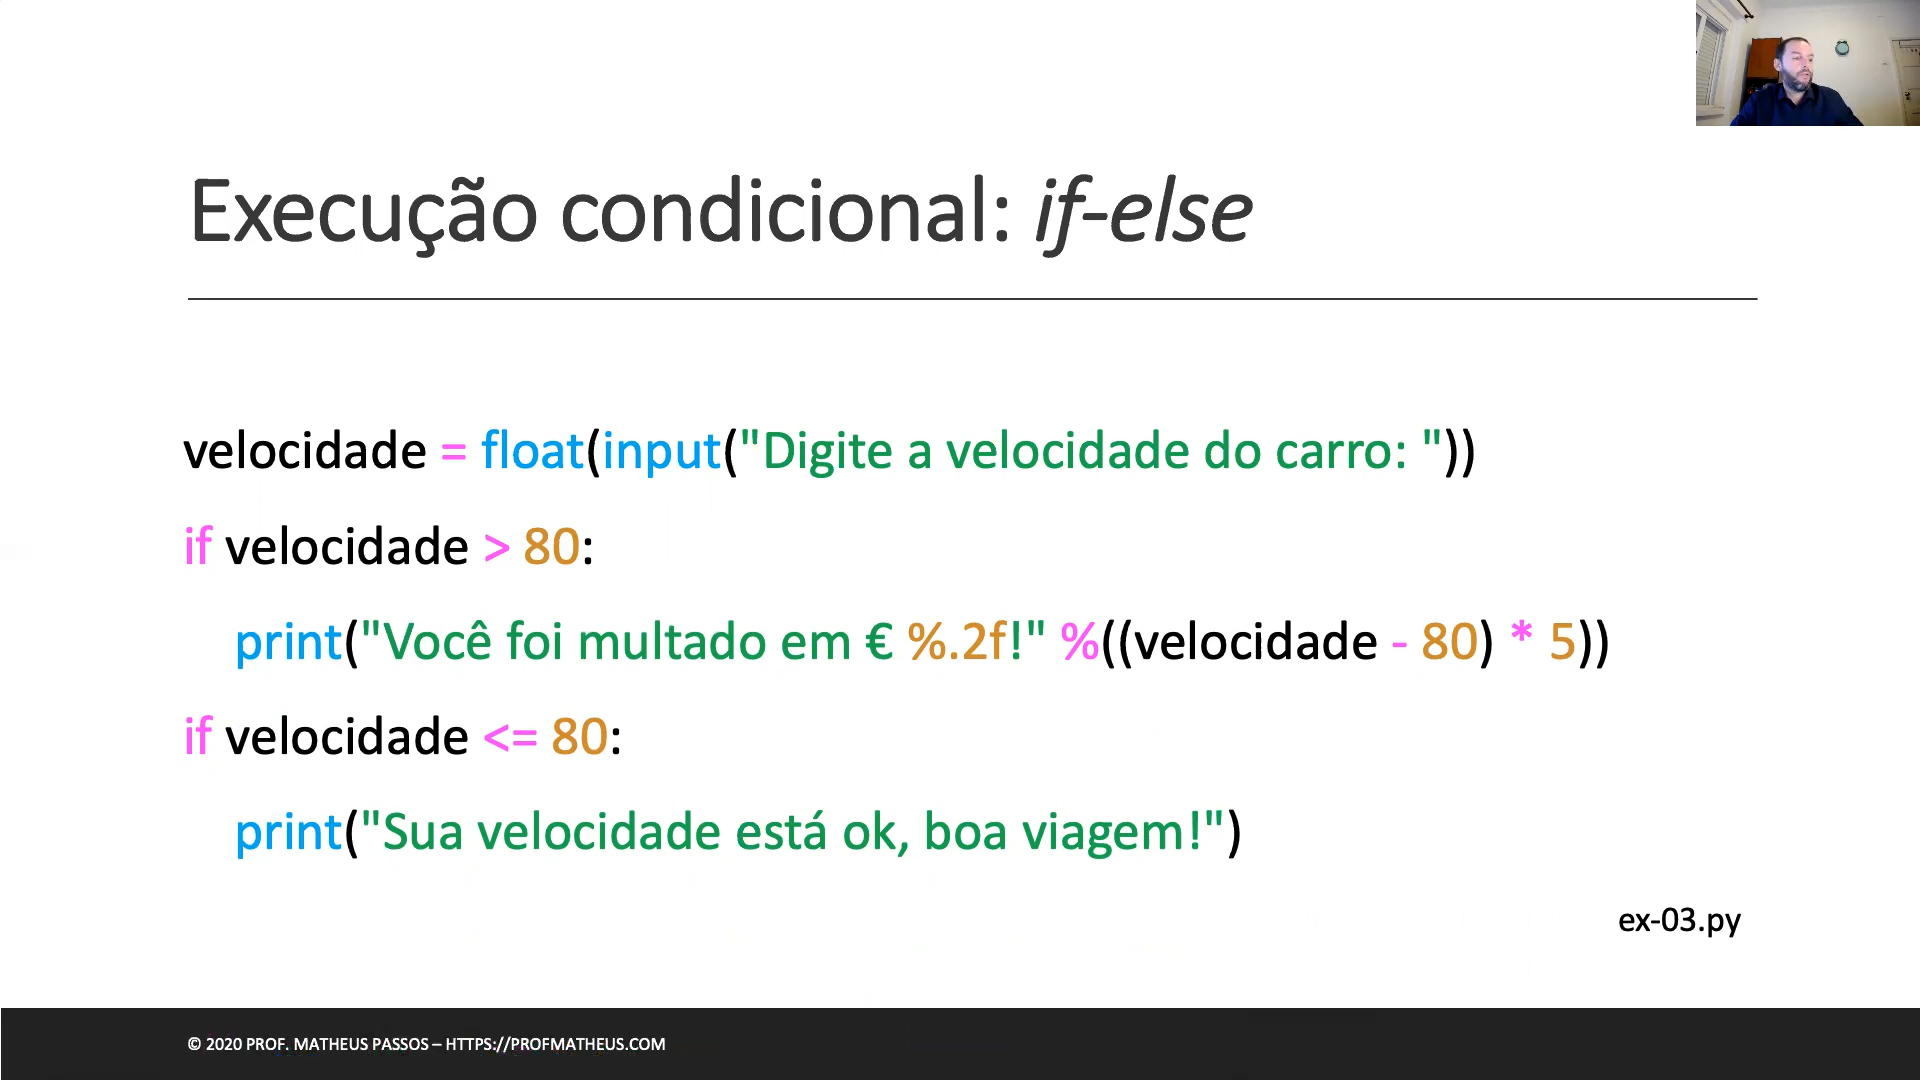 Execução condicional: if-else
velocidade = float(input("Digite a velocidade do carro: "))
if velocidade > 80:
print("Você foi multado em € %.2f!" %((velocidade - 80) * 5))
if velocidade <= 80:
print("Sua velocidade está ok, boa viagem!")
ex-03.py
© 2020 PROF. MATHEUS PASSOS – HTTPS://PROFMATHEUS.COM